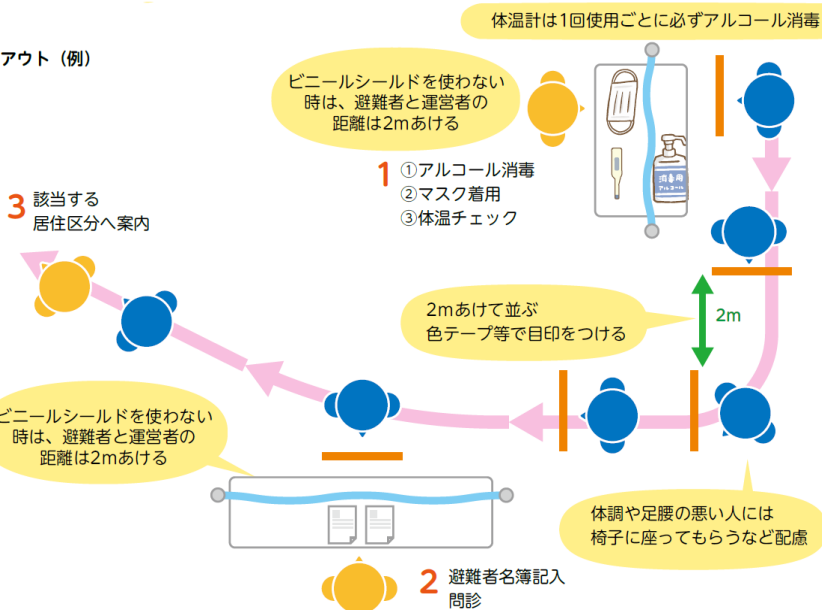 体温計は1回使用ごとに必ずアルコール消毒
アウト（例）
ビニールシールドを使わない
時は、避難者と運営者の
距離は2mあける
1 ①アルコール消毒
②マスク着用
③体温チェック
消毒用
アルコール
3 該当する
居住区分へ案内
2mあけて並ぶ
色テープ等で目印をつける
2m
ビニールシールドを使わない
時は、避難者と運営者の
距離は2mあける
体調や足腰の悪い人には
椅子に座ってもらうなど配慮
2 避難者名簿記入
問診